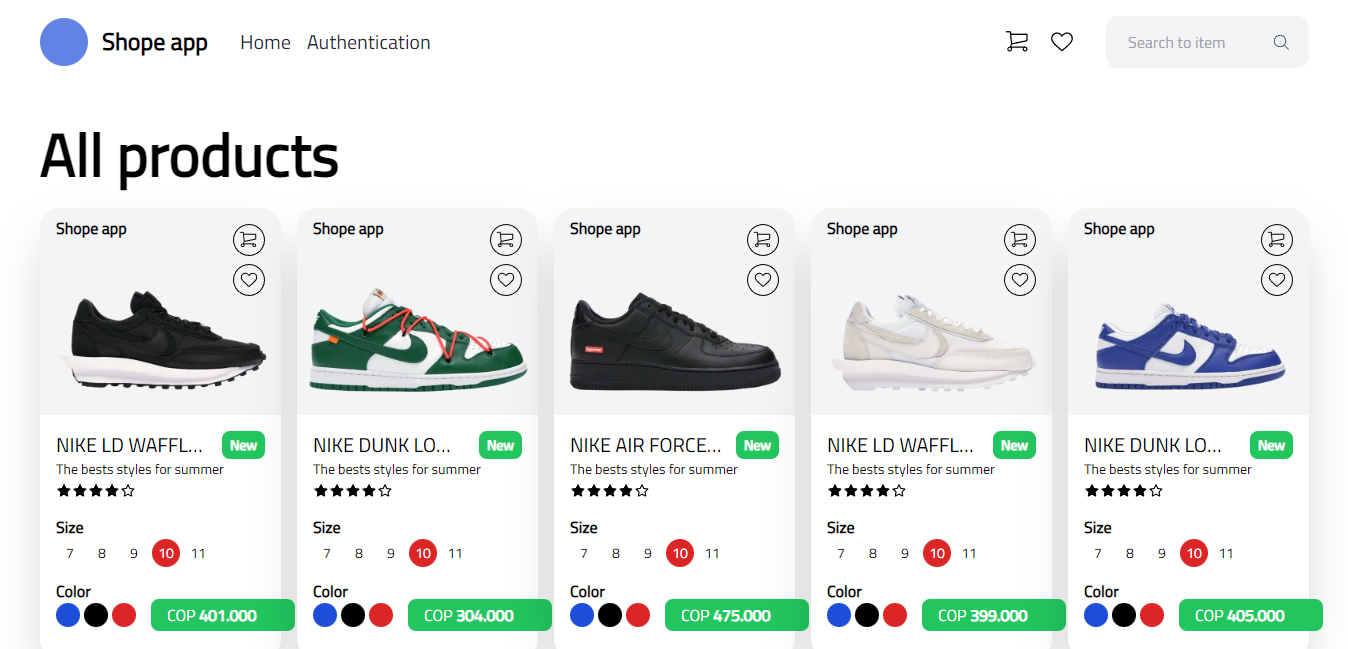 Shope app Home Authentication Search to item
All products
Shope app
NIKE LD WAFFL... New
The bests styles for summer
Size
7 8 9 10 11
Color
COP 401.000
Shope app
NIKE DUNK LO... New
The bests styles for summer
Size
7 8 9 10 11
Color
COP 304.000
Shope app
Supreme
NIKE AIR FORCE... New
The bests styles for summer
Size
7 8 9 10 11
Color
COP 475.000
Shope app
NIKE LD WAFFL... New
The bests styles for summer
Size
7 8 9 10 11
Color
COP 399.000
Shope app
NIKE DUNK LO... New
The bests styles for summer
Size
7 8 9 10 11
Color
COP 405.000